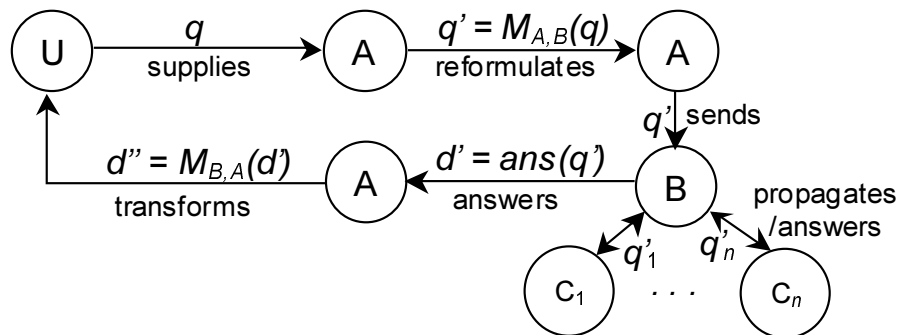 q
q' = M_{A,B}(q)
U
A
A
supplies
reformulates
q'
sends
d'' = M_{B,A}(d')
d' = ans(q')
A
B
transforms
answers
propagates
/answers
q'_1
q'_n
C_1
. . .
C_n